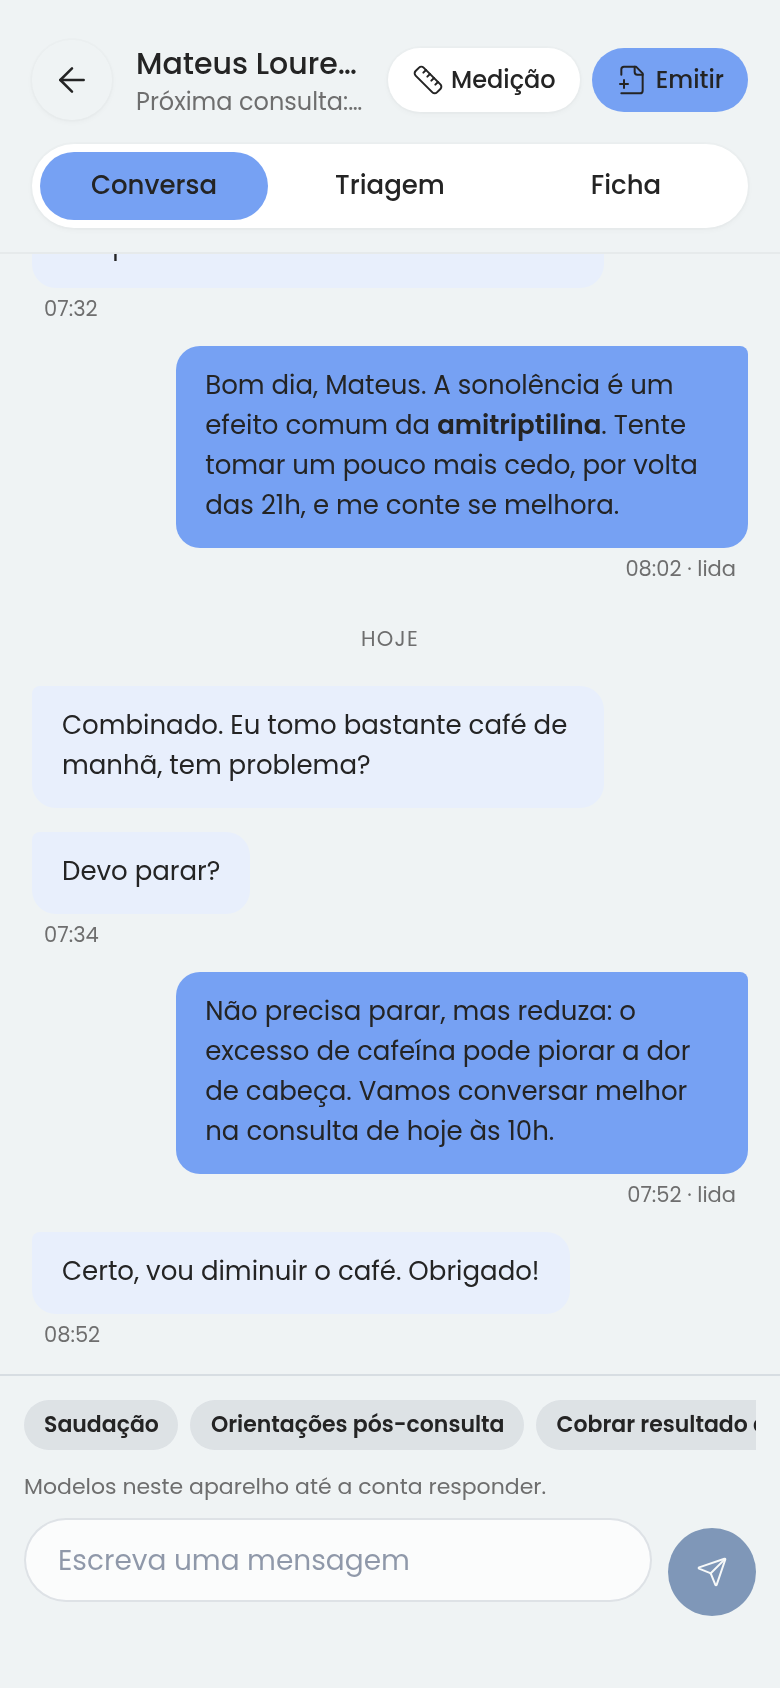 Mateus Loure...
Próxima consulta:...
Medição
Emitir
Conversa
Triagem
Ficha
07:32
Bom dia, Mateus. A sonolência é um
efeito comum da amitriptilina. Tente
tomar um pouco mais cedo, por volta
das 21h, e me conte se melhora.
08:02 · lida
HOJE
Combinado. Eu tomo bastante café de
manhã, tem problema?
Devo parar?
07:34
Não precisa parar, mas reduza: o
excesso de cafeína pode piorar a dor
de cabeça. Vamos conversar melhor
na consulta de hoje às 10h.
07:52 · lida
Certo, vou diminuir o café. Obrigado!
08:52
Saudação
Orientações pós-consulta
Cobrar resultado
Modelos neste aparelho até a conta responder.
Escreva uma mensagem